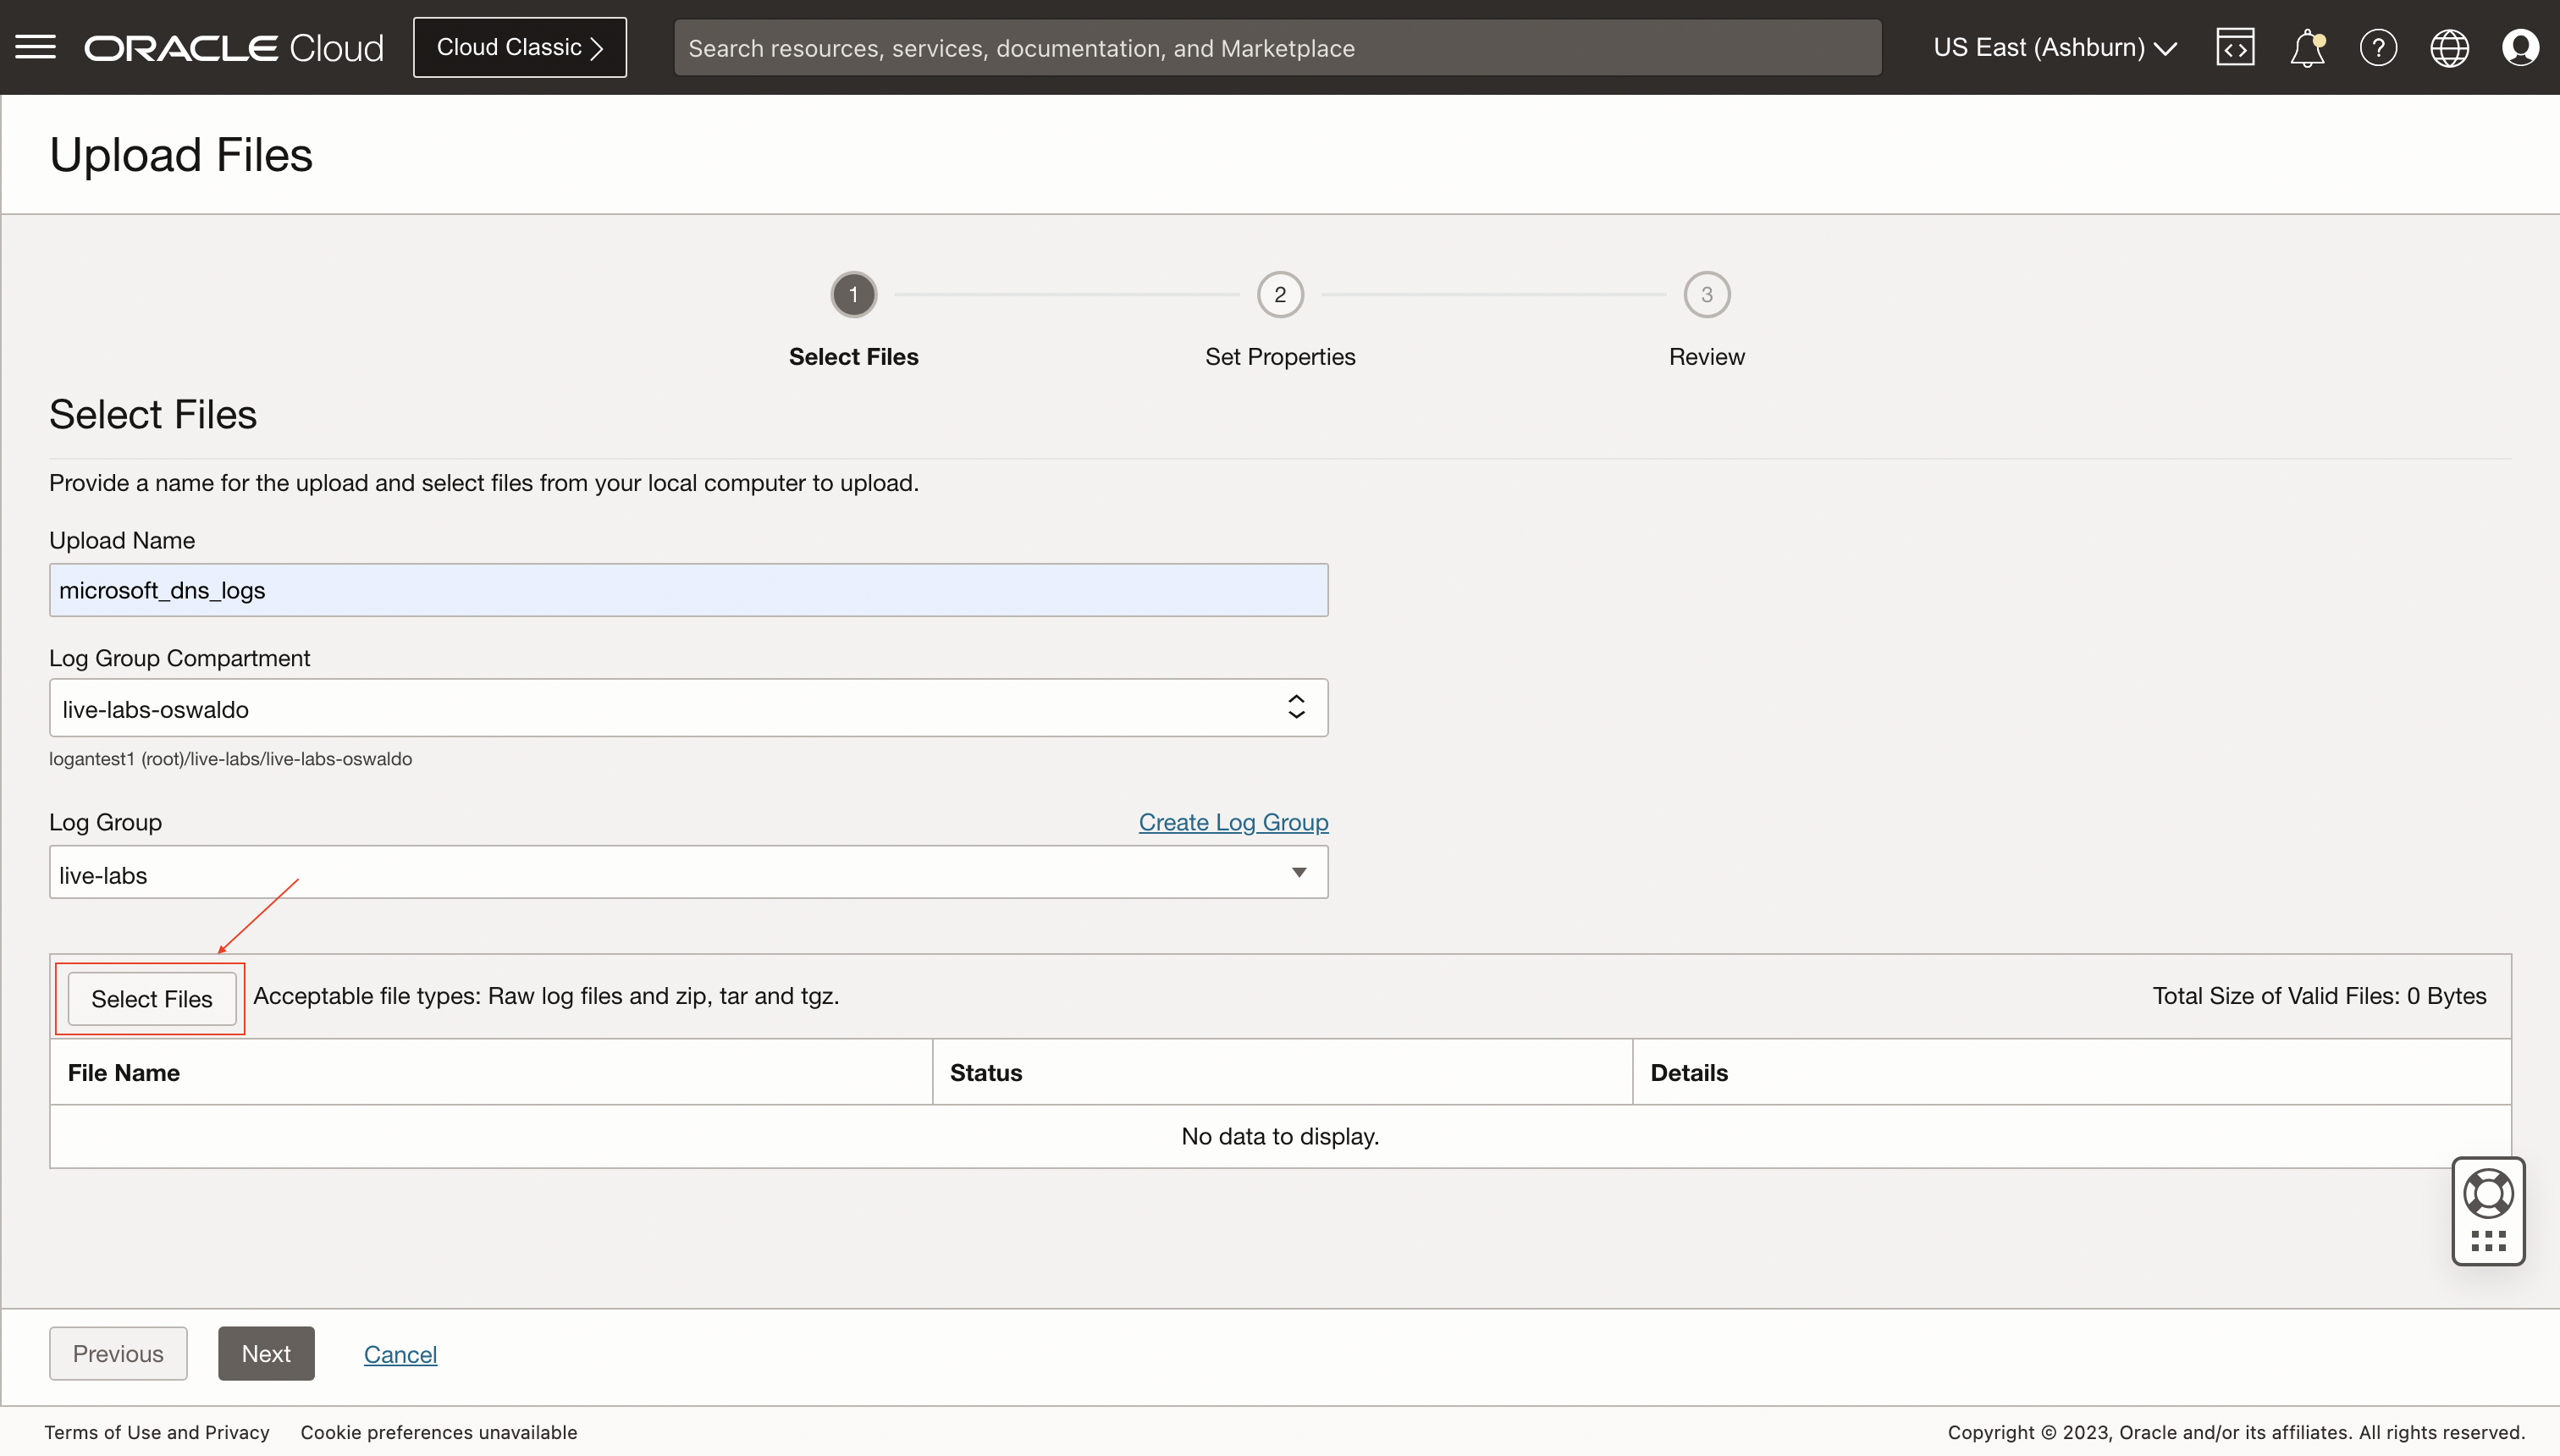 ORACLE Cloud
Cloud Classic
Search resources, services, documentation, and Marketplace
US East (Ashburn)
Upload Files
1
2
3
Select Files
Set Properties
Review
Select Files
Provide a name for the upload and select files from your local computer to upload.
Upload Name
microsoft_dns_logs
Log Group Compartment
live-labs-oswaldo
logantest1 (root)/live-labs/live-labs-oswaldo
Log Group
Create Log Group
live-labs
Select Files
Acceptable file types: Raw log files and zip, tar and tgz.
Total Size of Valid Files: 0 Bytes
File Name
Status
Details
No data to display.
Previous
Next
Cancel
Terms of Use and Privacy
Cookie preferences unavailable
Copyright © 2023, Oracle and/or its affiliates. All rights reserved.